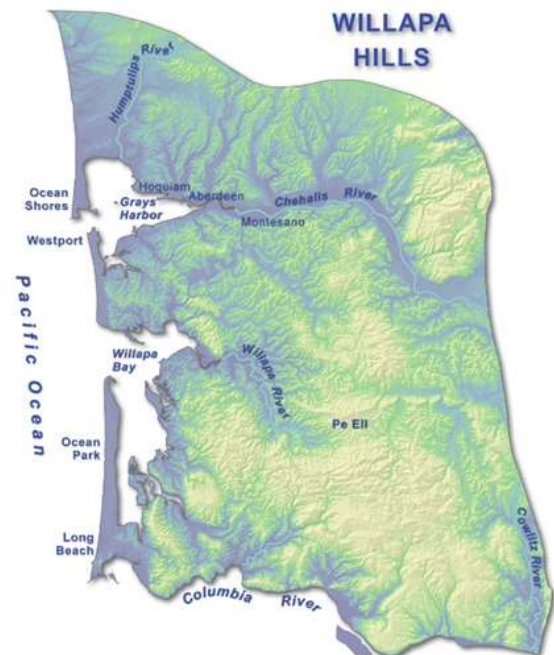 WILLAPA
HILLS
Humptulips River
Hoquiam
Aberdeen
Ocean
Shores
Grays
Harbor
Chehalis River
Montesano
Westport
Pacific Ocean
Willapa
Bay
Willapa River
Pe Ell
Ocean
Park
Long
Beach
Cowlitz River
Columbia River